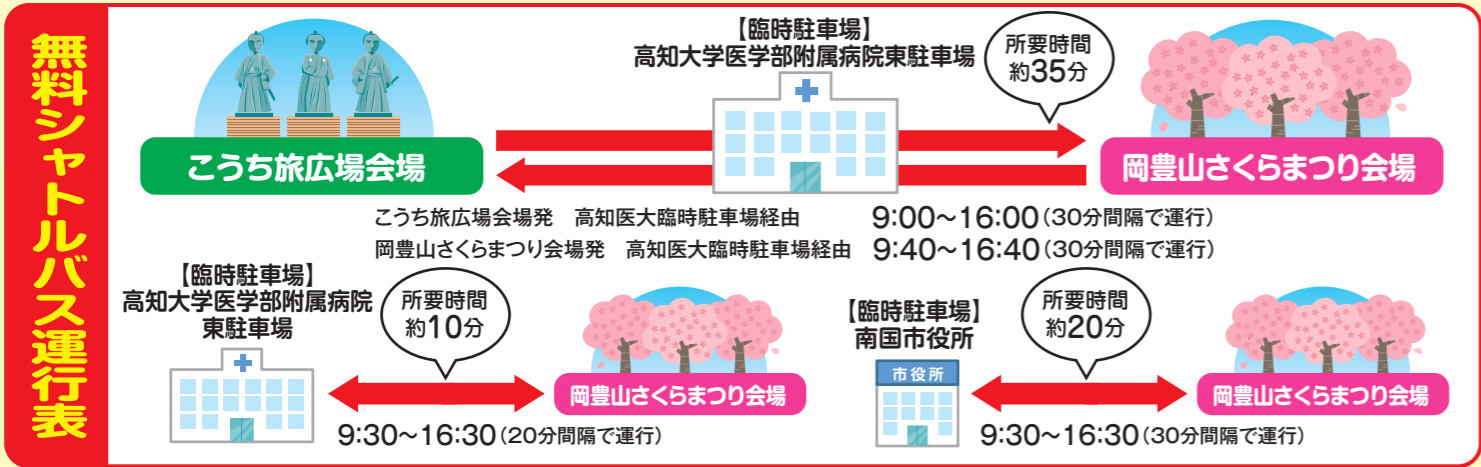 無料シャトルバス運行表
【臨時駐車場】
高知大学医学部附属病院東駐車場
所要時間
約35分
こうち旅広場会場
岡豊山さくらまつり会場
こうち旅広場会場発 高知医大臨時駐車場経由 9:00〜16:00(30分間隔で運行)
岡豊山さくらまつり会場発 高知医大臨時駐車場経由 9:40〜16:40(30分間隔で運行)
【臨時駐車場】
高知大学医学部附属病院
東駐車場
所要時間
約10分
岡豊山さくらまつり会場
9:30〜16:30(20分間隔で運行)
【臨時駐車場】
南国市役所
市役所
所要時間
約20分
岡豊山さくらまつり会場
9:30〜16:30(30分間隔で運行)